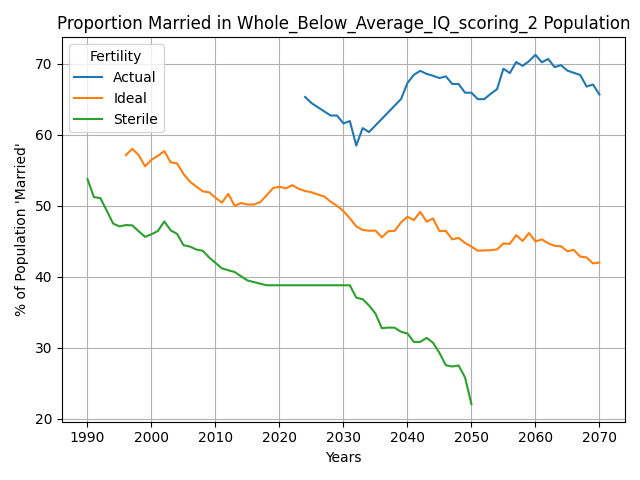 Proportion Married in Whole_Below_Average_IQ_scoring_2 Population
Fertility
Actual
Ideal
Sterile
% of Population 'Married'
70
60
50
40
30
20
1990 2000 2010 2020 2030 2040 2050 2060 2070
Years